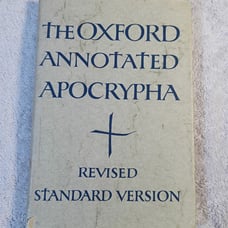 THE OXFORD
ANNOTATED
APOCRYPHA
REVISED
STANDARD VERSION